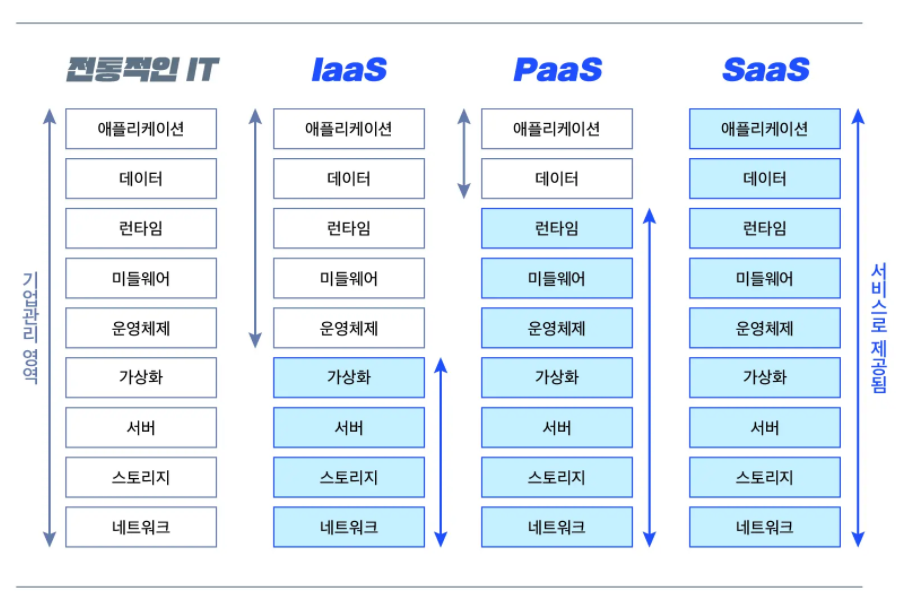 전통적인 IT
IaaS
PaaS
SaaS
기업관리 영역
애플리케이션
데이터
런타임
미들웨어
운영체제
가상화
서버
스토리지
네트워크
애플리케이션
데이터
런타임
미들웨어
운영체제
가상화
서버
스토리지
네트워크
애플리케이션
데이터
런타임
미들웨어
운영체제
가상화
서버
스토리지
네트워크
애플리케이션
데이터
런타임
미들웨어
운영체제
가상화
서버
스토리지
네트워크
서비스로 제공됨